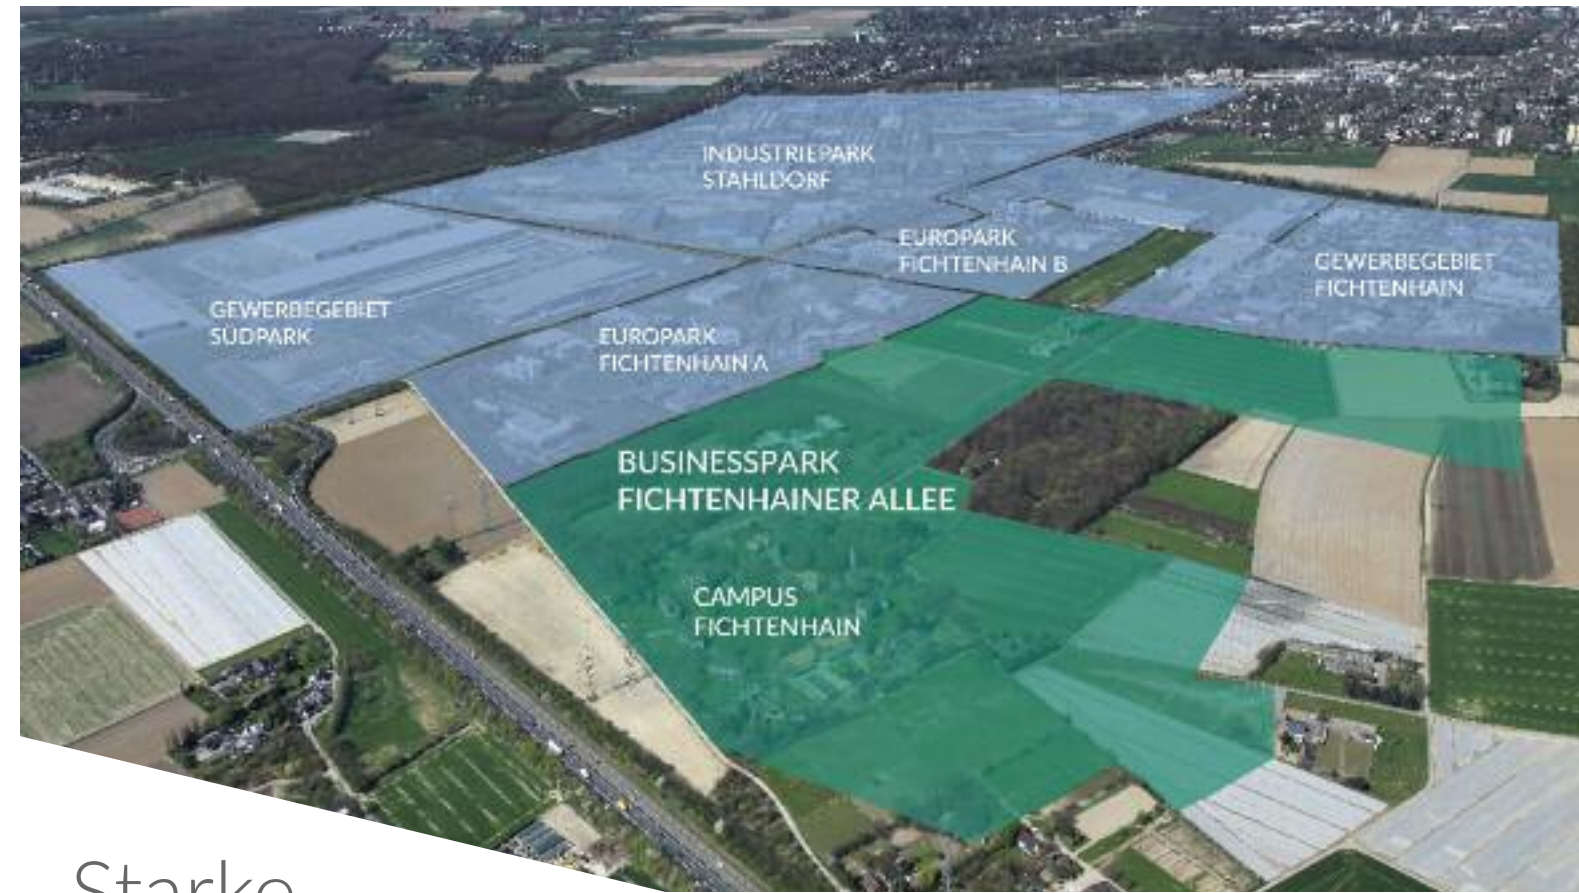 INDUSTRIEPARK
STAHLDORF
EUROPARK
FICHTENHAIN B
GEWERBEGEBIET
FICHTENHAIN
GEWERBEGEBIET
SÜDPARK
EUROPARK
FICHTENHAIN A
BUSINESSPARK
FICHTENHAINER ALLEE
CAMPUS
FICHTENHAIN
Starke